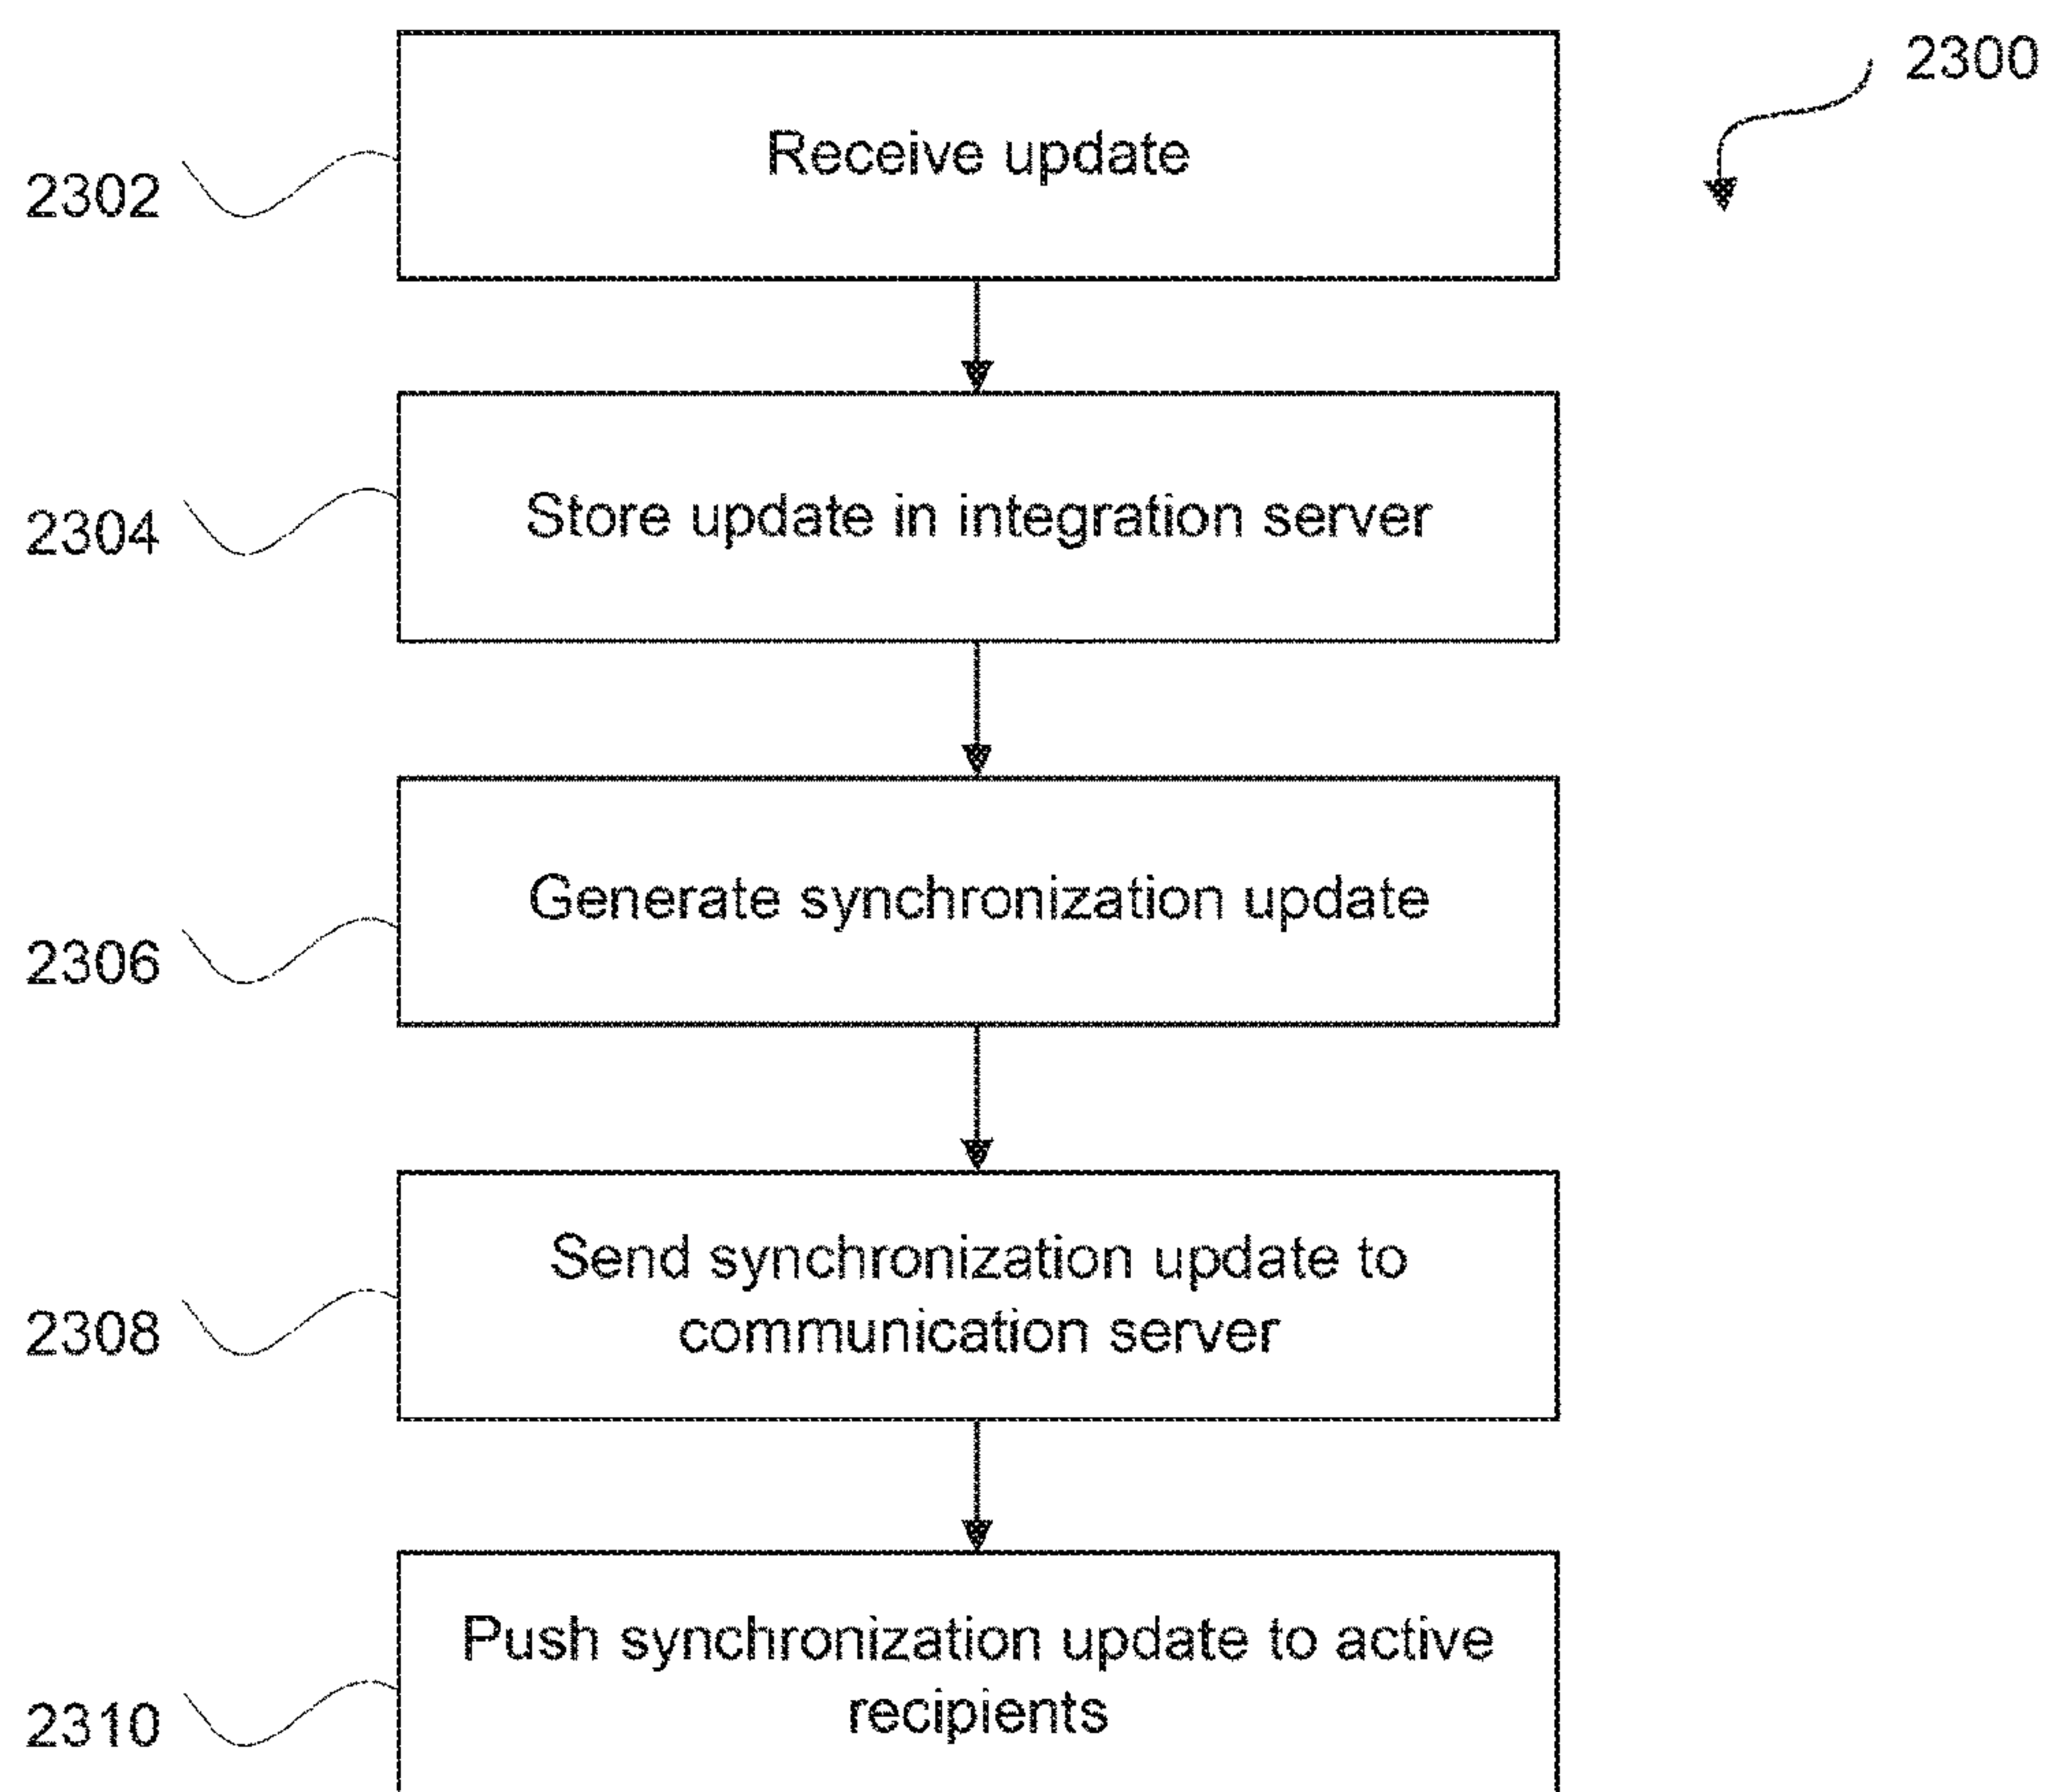 2300
Receive update
2302
Store update in integration server
2304
Generate synchronization update
2306
Send synchronization update to
communication server
2308
Push synchronization update to active
recipients
2310